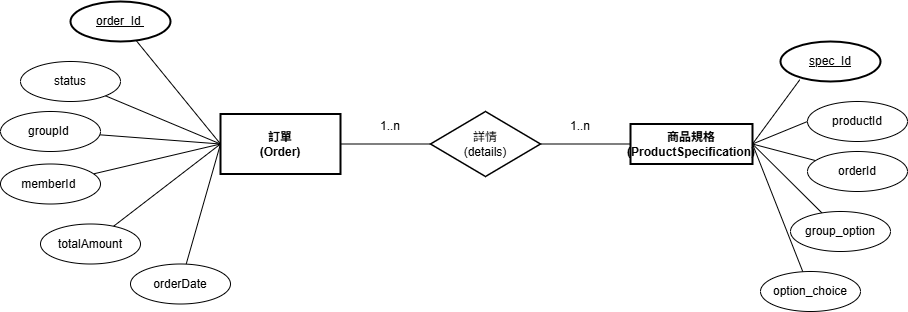 order_Id
status
groupId
memberId
totalAmount
orderDate
訂單
(Order)
1..n
詳情
(details)
1..n
商品規格
(ProductSpecification)
spec_Id
productId
orderId
group_option
option_choice